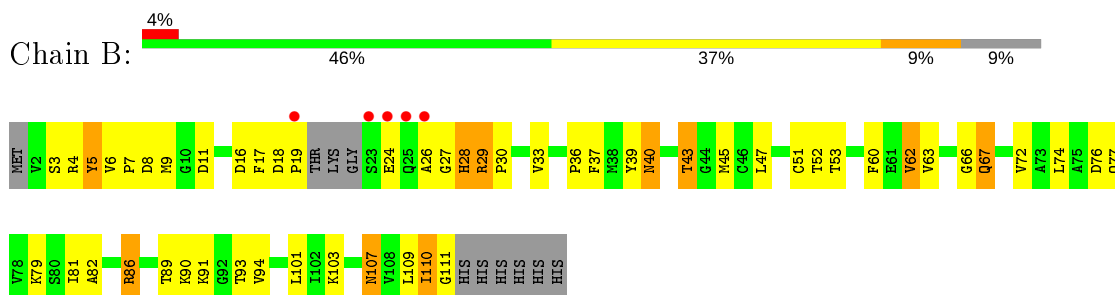 4%
Chain B:
46% 37% 9% 9%
MET V2 S3 R4 Y5 V6 P7 D8 M9 G10 D11 D16 F17 D18 P19 THR LYS GLY S23 E24 Q25 A26 G27 H28 R29 P30 V33 P36 F37 M38 Y39 N40 T43 G44 M45 C46 L47 C51 T52 T53 F60 E61 V62 V63 G66 Q67 V72 A73 L74 A75 D76 Q77
V78 K79 S80 I81 A82 R86 T89 K90 K91 G92 T93 V94 L101 I102 K103 N107 V108 L109 I110 G111 HIS HIS HIS HIS HIS HIS